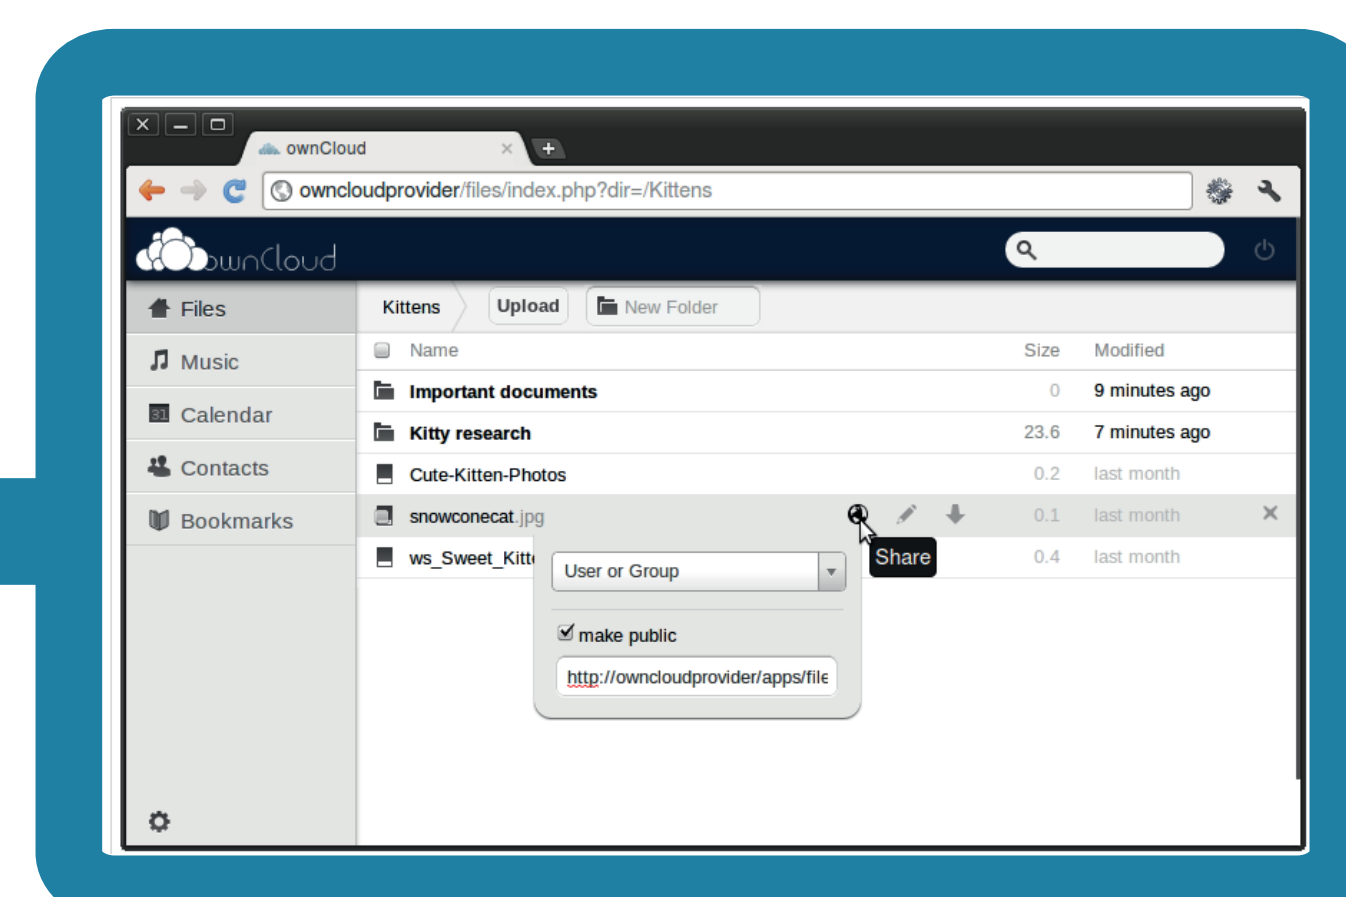 ownCloud
owncloudprovider/files/index.php?dir=/Kittens
ownCloud
Files
Kittens
Upload
New Folder
Music
Name
Size
Modified
Important documents
0
9 minutes ago
31
Calendar
Kitty research
23.6
7 minutes ago
Contacts
Cute-Kitten-Photos
0.2
last month
Bookmarks
snowconecat.jpg
0.1
last month
Share
ws_Sweet_Kitt
0.4
last month
User or Group
make public
http://owncloudprovider/apps/file